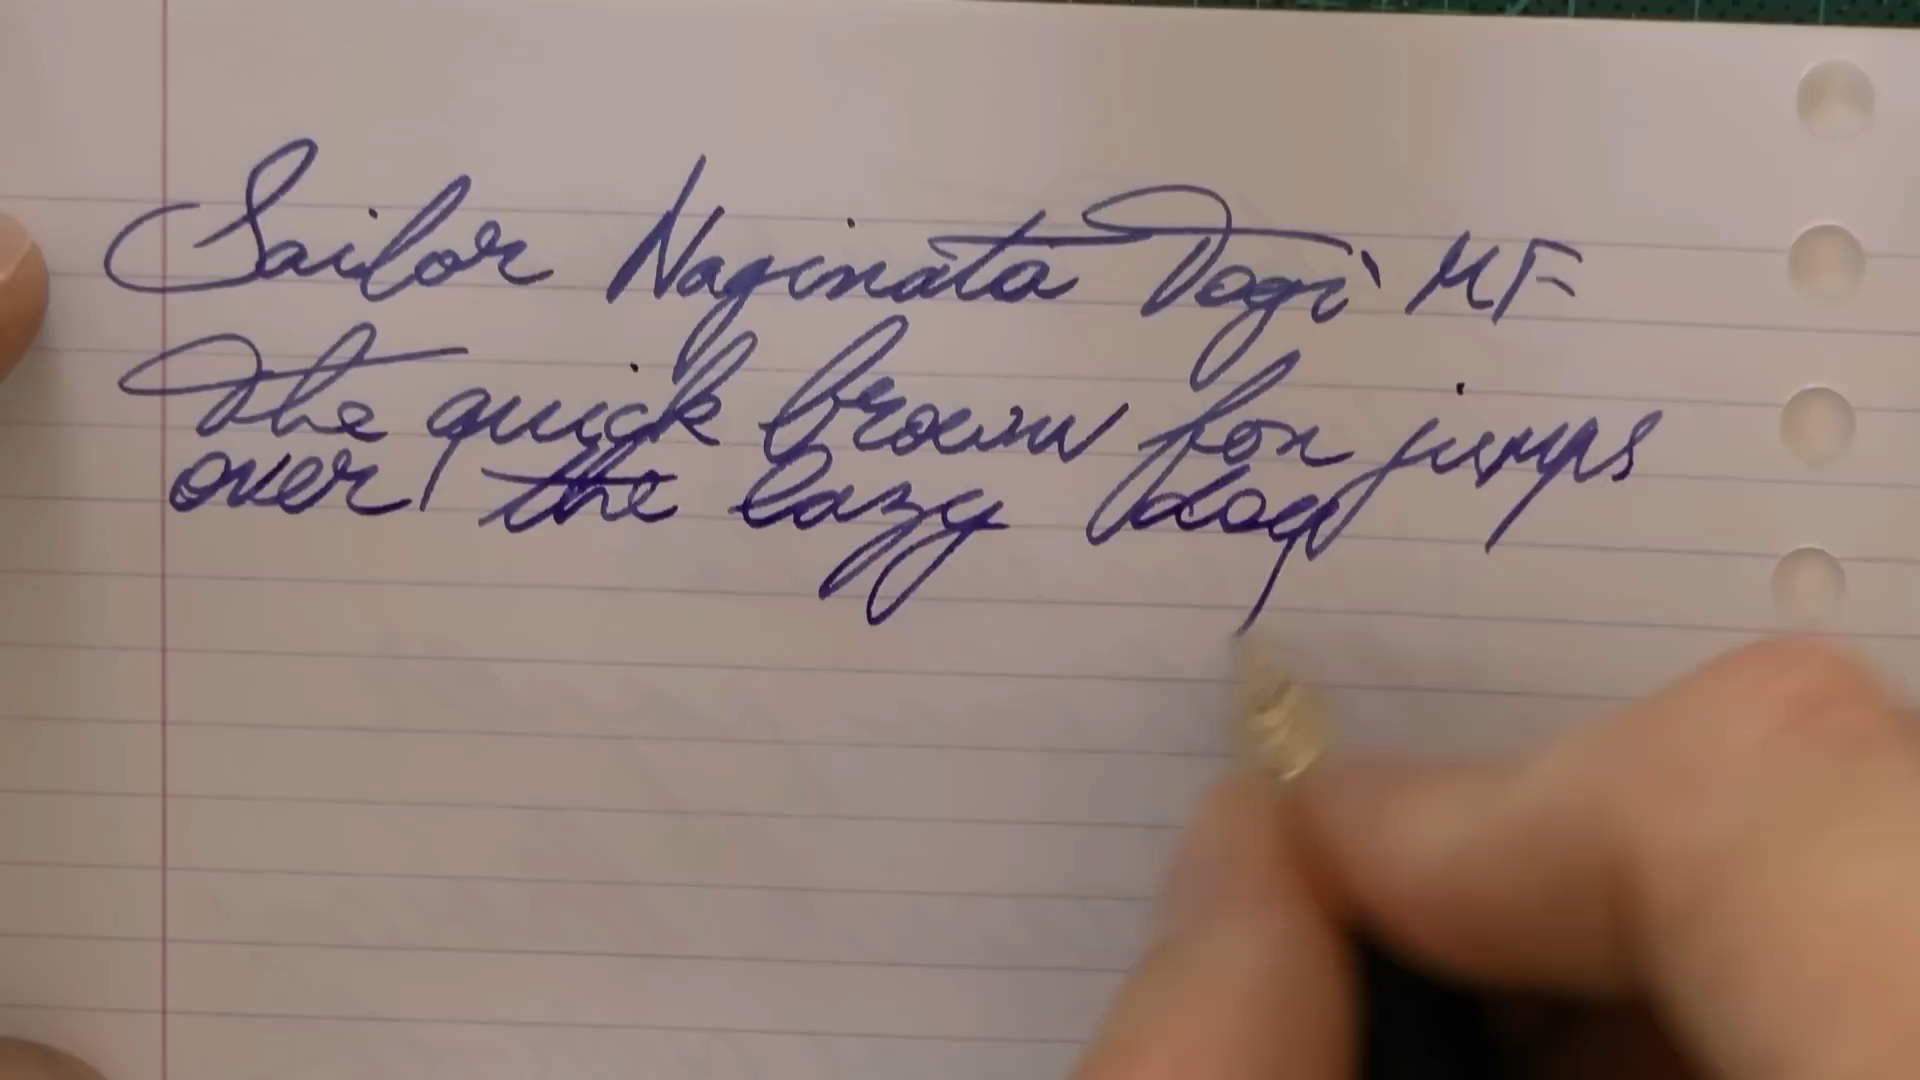 Sailor Naginata Togi MF
The quick brown fox jumps
over the lazy dog